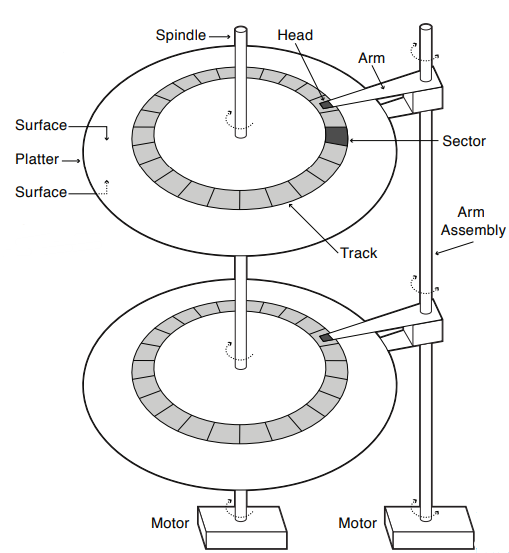 Spindle
Head
Arm
Surface
Platter
Surface
Sector
Arm
Assembly
Track
Motor
Motor